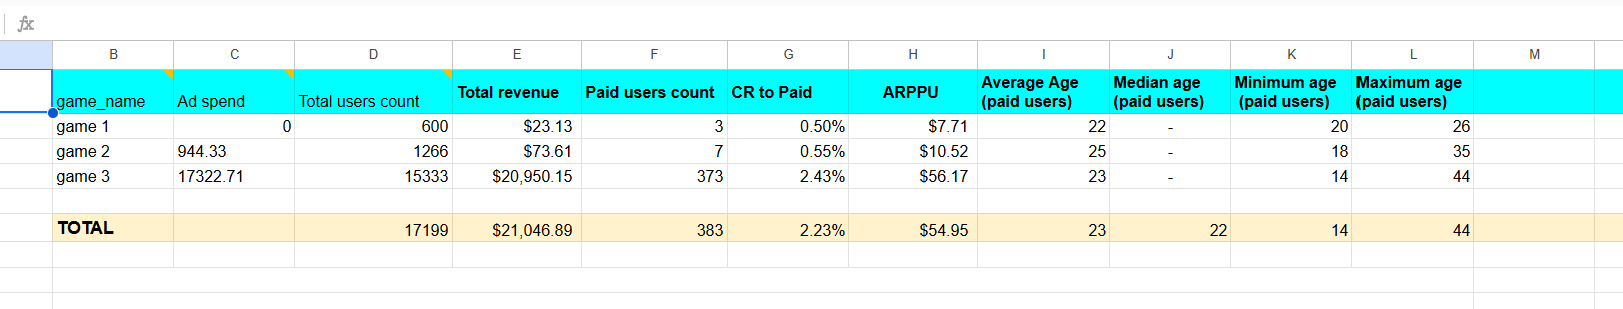 fx
B C D E F G H I J K L M
game_name Ad spend Total users count Total revenue Paid users count CR to Paid ARPPU Average Age (paid users) Median age (paid users) Minimum age (paid users) Maximum age (paid users)
game 1 0 600 $23.13 3 0.50% $7.71 22 - 20 26
game 2 944.33 1266 $73.61 7 0.55% $10.52 25 - 18 35
game 3 17322.71 15333 $20,950.15 373 2.43% $56.17 23 - 14 44
TOTAL 17199 $21,046.89 383 2.23% $54.95 23 22 14 44